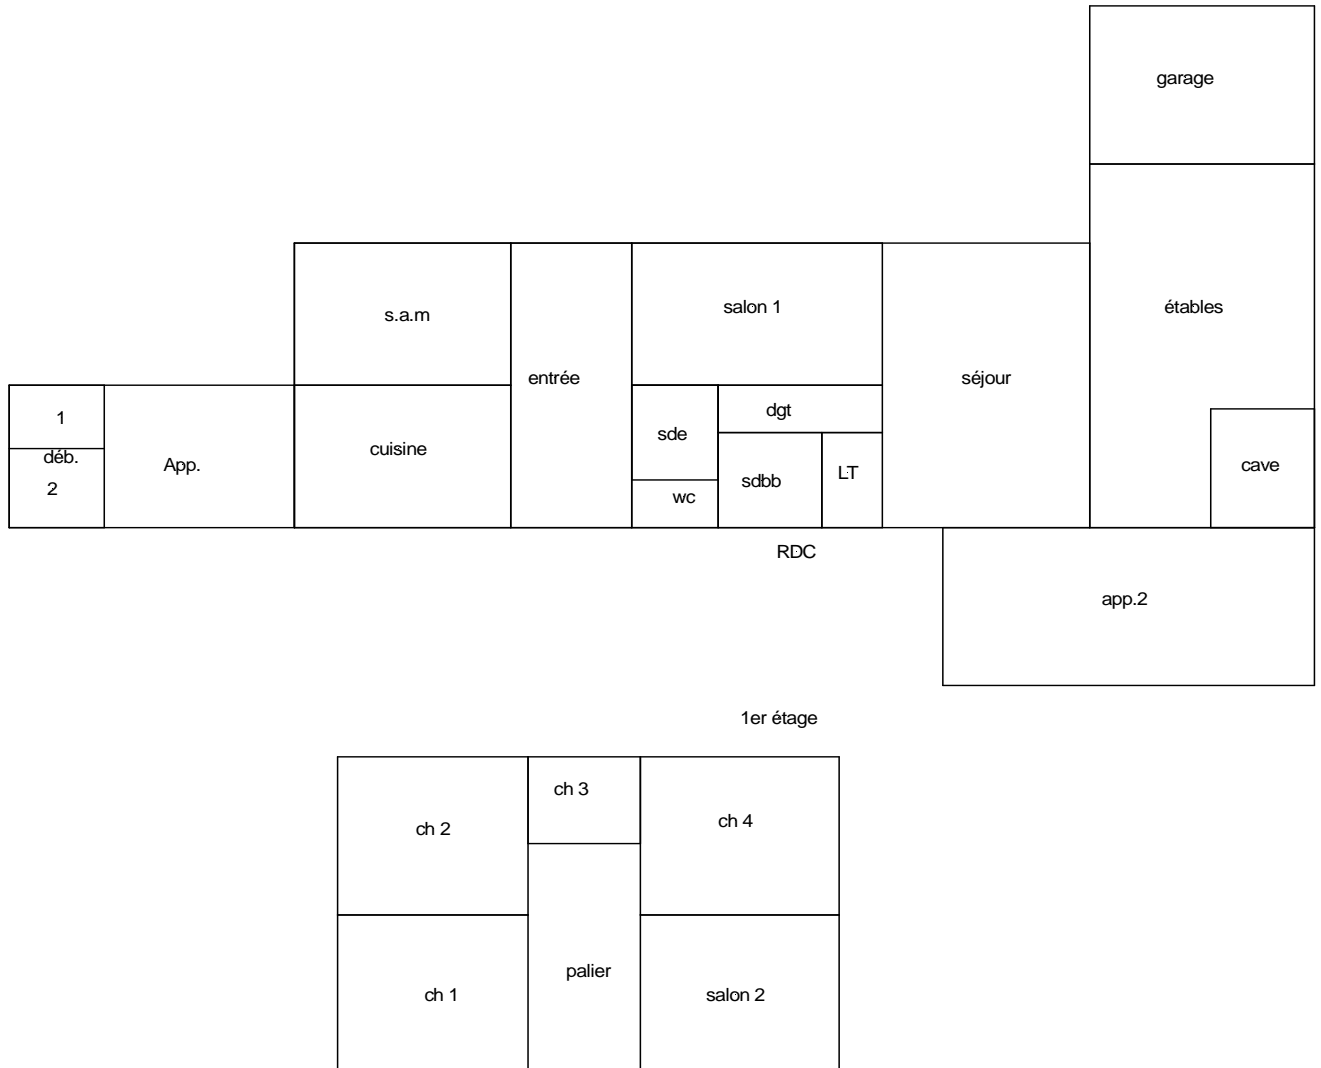 garage
étables
salon 1
s.a.m
entrée
séjour
dgt
1
sde
cuisine
déb.
App.
cave
LT
sdbb
2
wc
RDC
app.2
1er étage
ch 3
ch 4
ch 2
palier
ch 1
salon 2